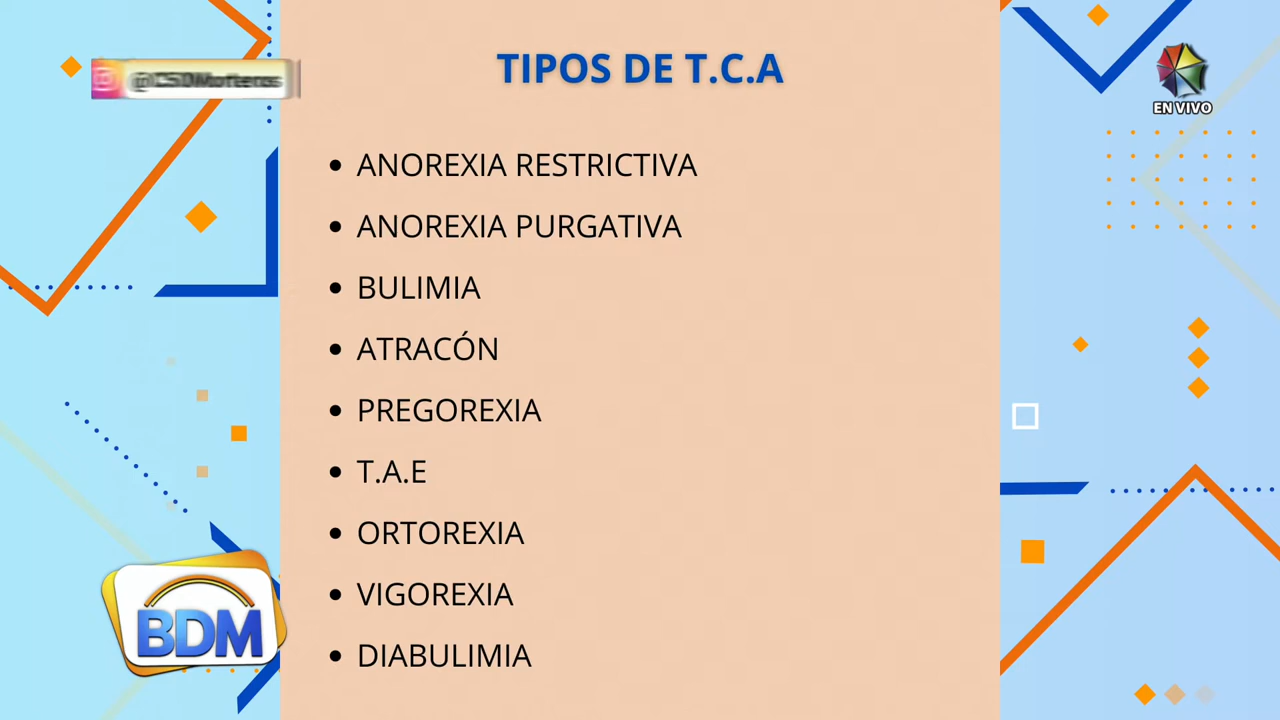 TIPOS DE T.C.A
EN VIVO
ANOREXIA RESTRICTIVA
ANOREXIA PURGATIVA
BULIMIA
ATRACÓN
PREGOREXIA
T.A.E
ORTOREXIA
VIGOREXIA
DIABULIMIA
BDM